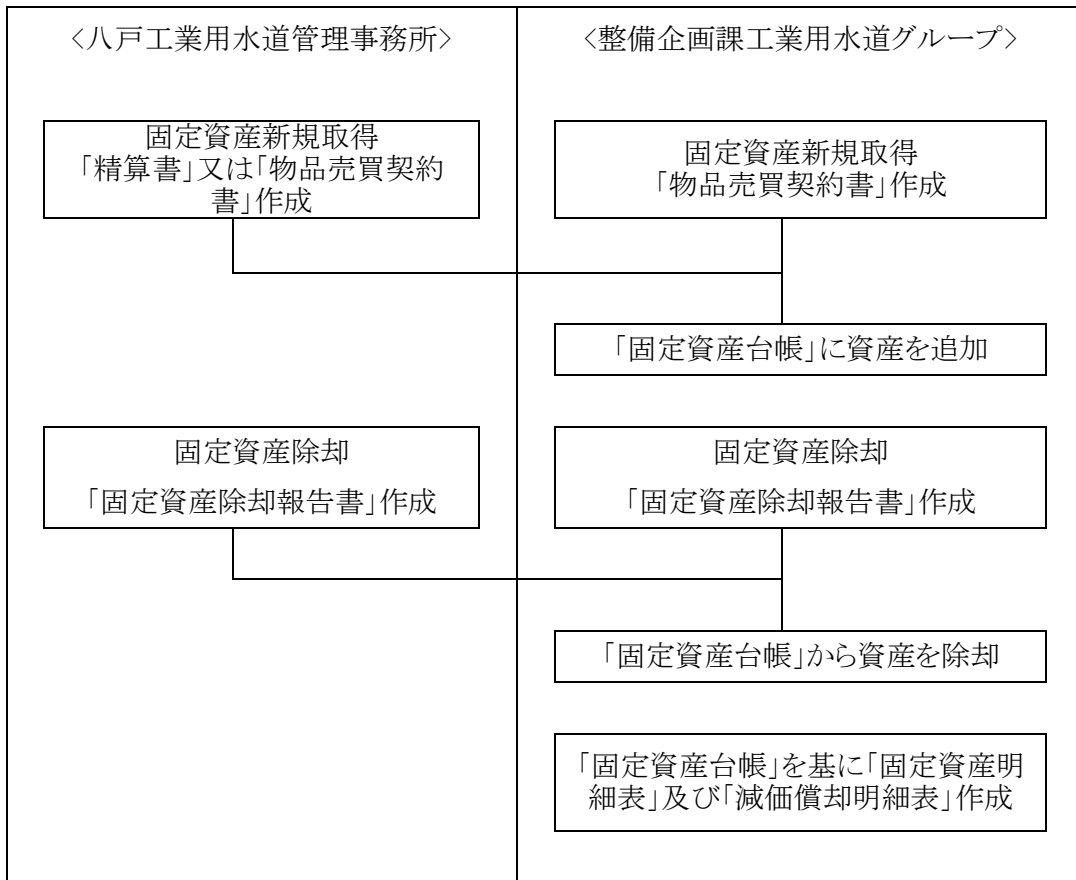 〈八戸工業用水道管理事務所〉
〈整備企画課工業用水道グループ〉
固定資産新規取得
「精算書」又は「物品売買契約
書」作成
固定資産新規取得
「物品売買契約書」作成
「固定資産台帳」に資産を追加
固定資産除却
「固定資産除却報告書」作成
固定資産除却
「固定資産除却報告書」作成
「固定資産台帳」から資産を除却
「固定資産台帳」を基に「固定資産明
細表」及び「減価償却明細表」作成